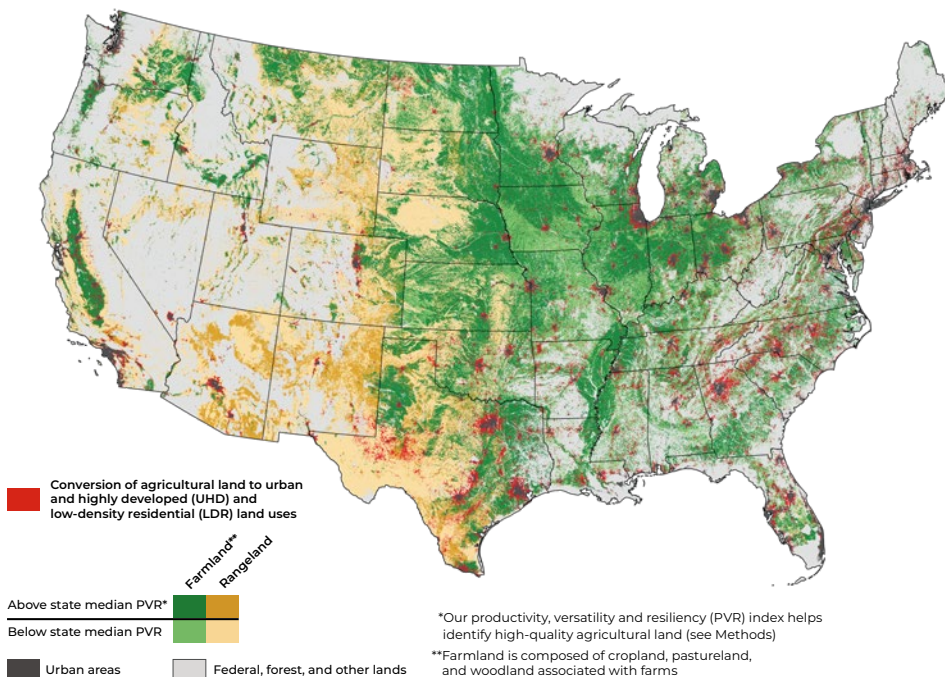 Conversion of agricultural land to urban
and highly developed (UHD) and
low-density residential (LDR) land uses
Farmland**
Rangeland
Above state median PVR*
Below state median PVR
Urban areas
Federal, forest, and other lands
*Our productivity, versatility and resiliency (PVR) index helps
identify high-quality agricultural land (see Methods)
**Farmland is composed of cropland, pastureland,
and woodland associated with farms